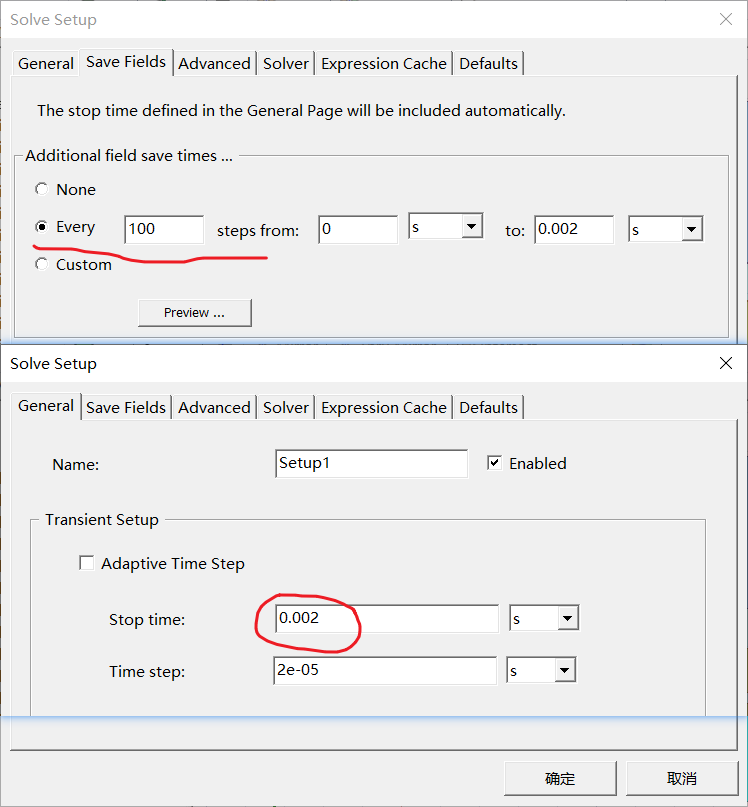 Solve Setup
General Save Fields Advanced Solver Expression Cache Defaults
The stop time defined in the General Page will be included automatically.
Additional field save times ...
None
Every 100 steps from: 0 s to: 0.002 s
Custom
Preview ...
Solve Setup
General Save Fields Advanced Solver Expression Cache Defaults
Name: Setup1 Enabled
Transient Setup
Adaptive Time Step
Stop time: 0.002 s
Time step: 2e-05 s
确定 取消